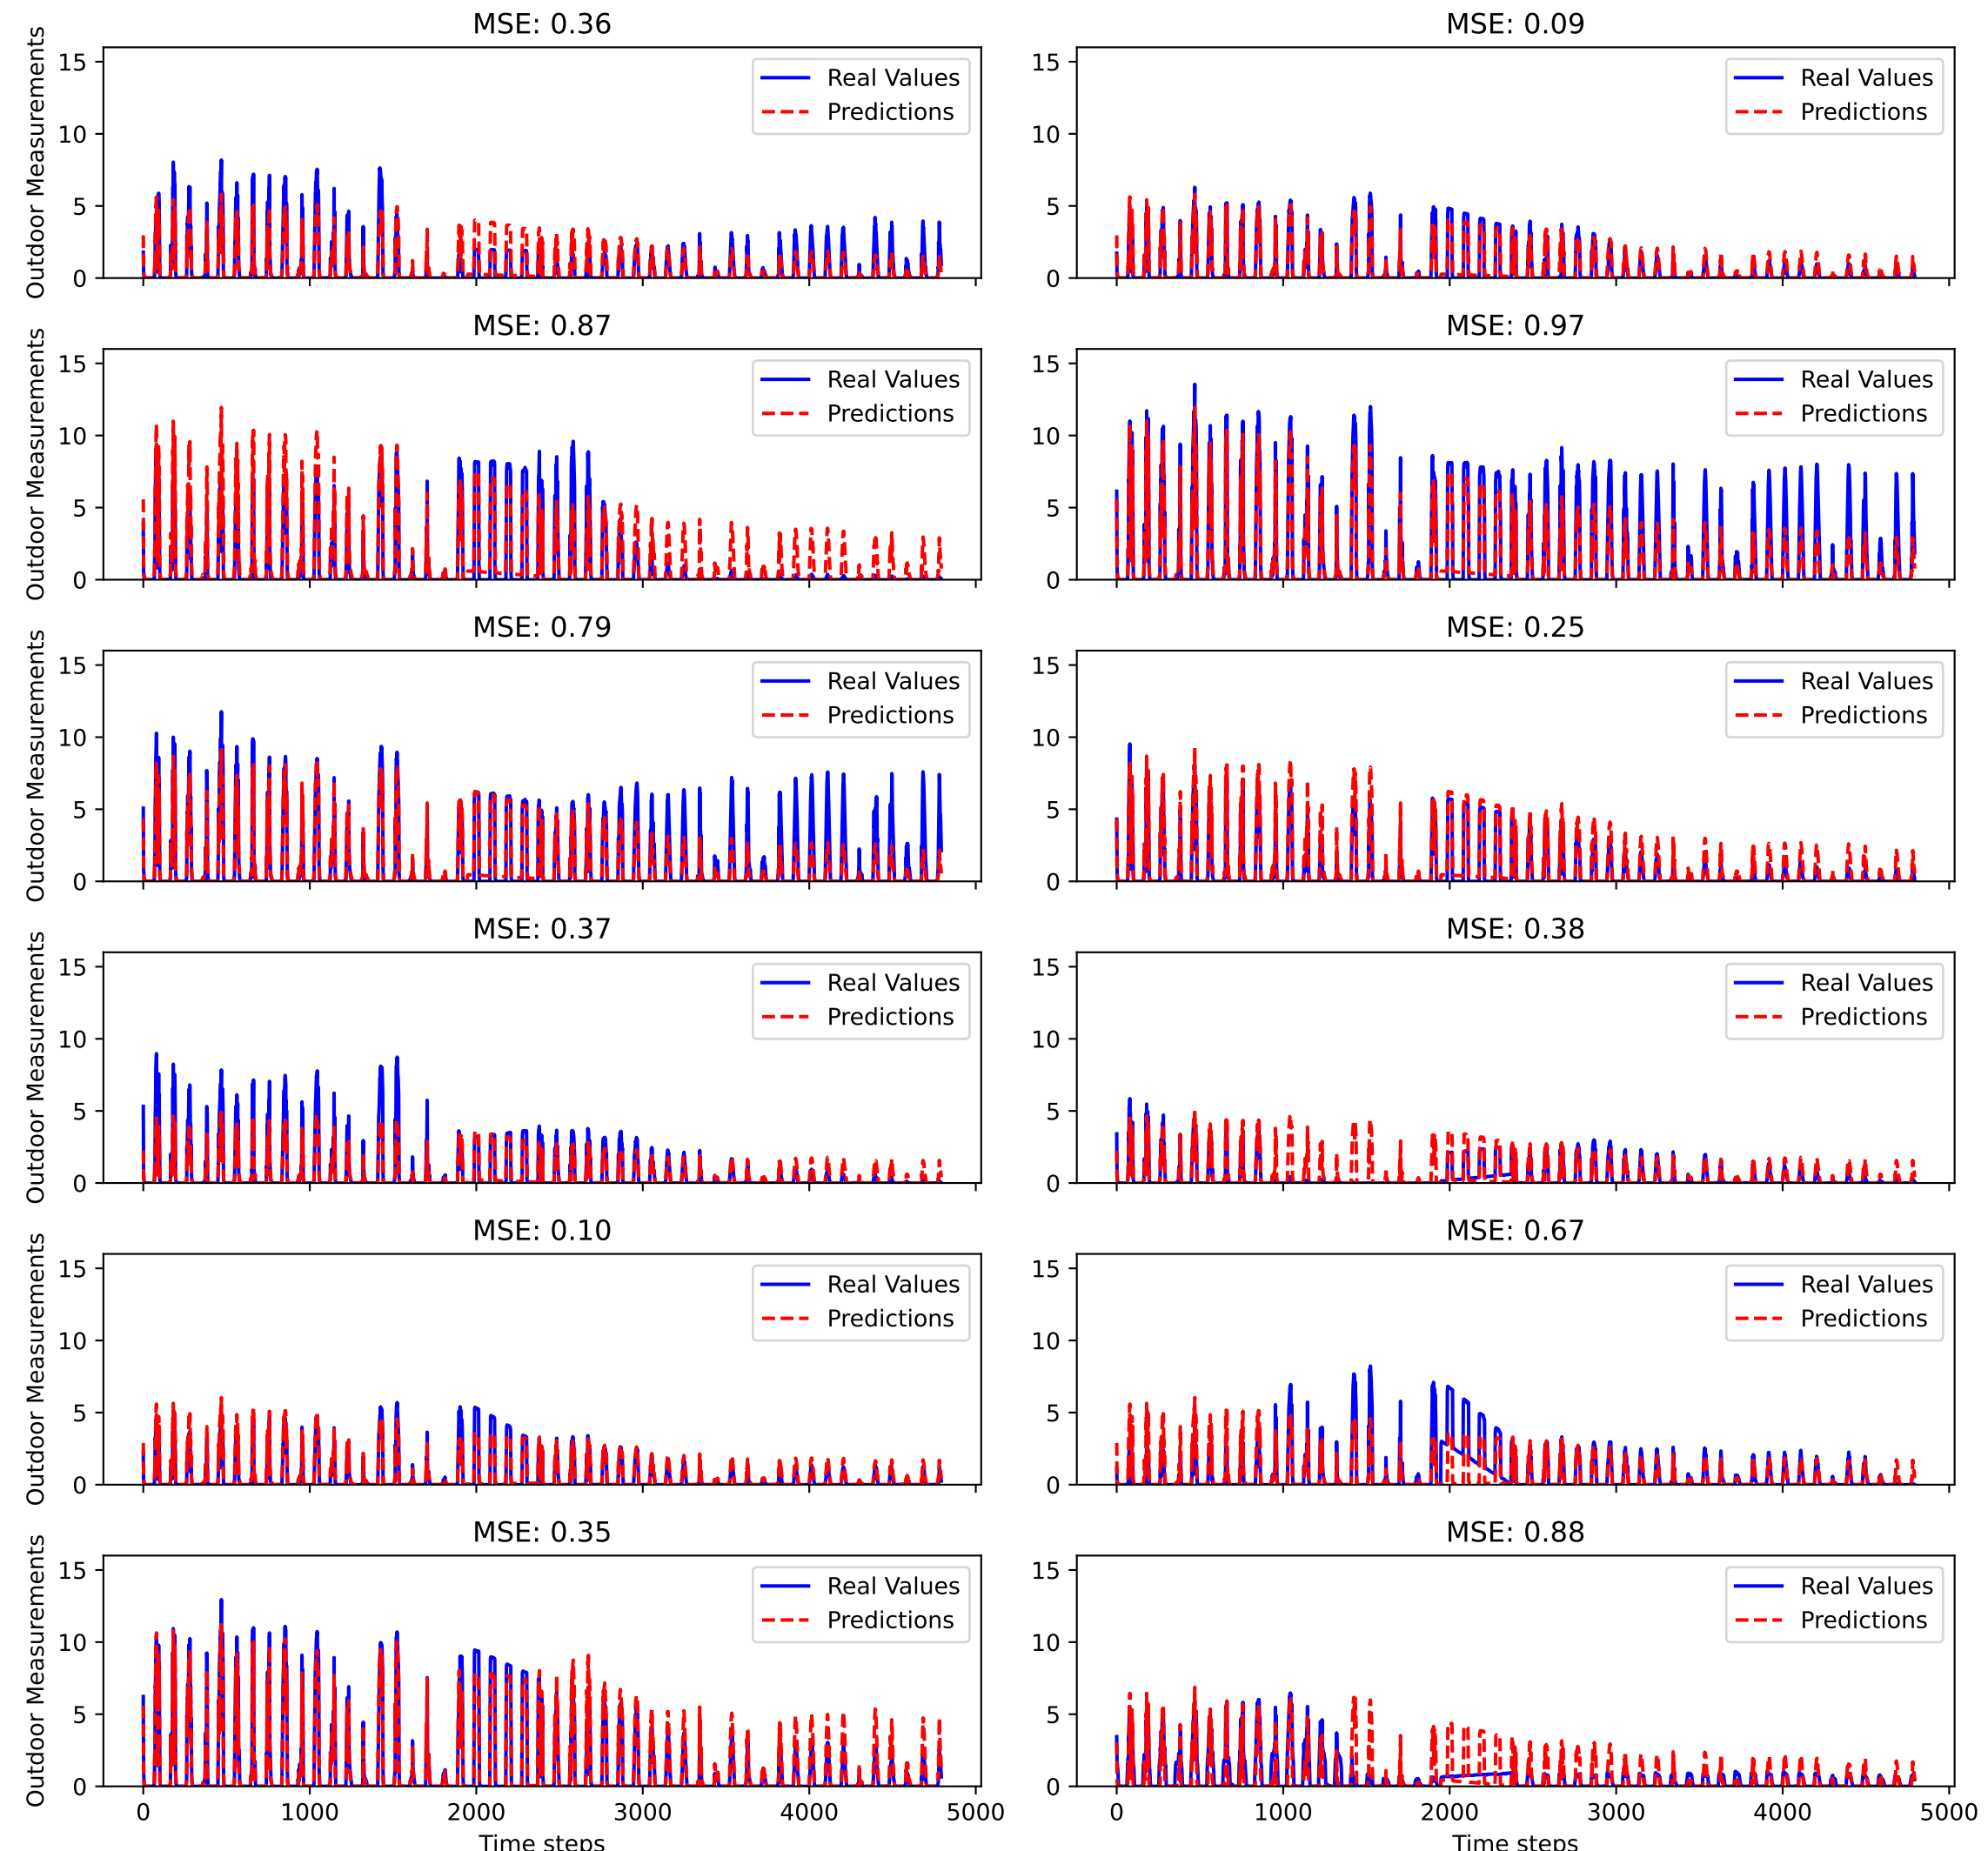 MSE: 0.36
Outdoor Measurements
15
10
5
0
Real Values
Predictions
MSE: 0.09
15
10
5
0
Real Values
Predictions
MSE: 0.87
Outdoor Measurements
15
10
5
0
Real Values
Predictions
MSE: 0.97
15
10
5
0
Real Values
Predictions
MSE: 0.79
Outdoor Measurements
15
10
5
0
Real Values
Predictions
MSE: 0.25
15
10
5
0
Real Values
Predictions
MSE: 0.37
Outdoor Measurements
15
10
5
0
Real Values
Predictions
MSE: 0.38
15
10
5
0
Real Values
Predictions
MSE: 0.10
Outdoor Measurements
15
10
5
0
Real Values
Predictions
MSE: 0.67
15
10
5
0
Real Values
Predictions
MSE: 0.35
Outdoor Measurements
15
10
5
0
Real Values
Predictions
0 1000 2000 3000 4000 5000
Time steps
MSE: 0.88
15
10
5
0
Real Values
Predictions
0 1000 2000 3000 4000 5000
Time steps